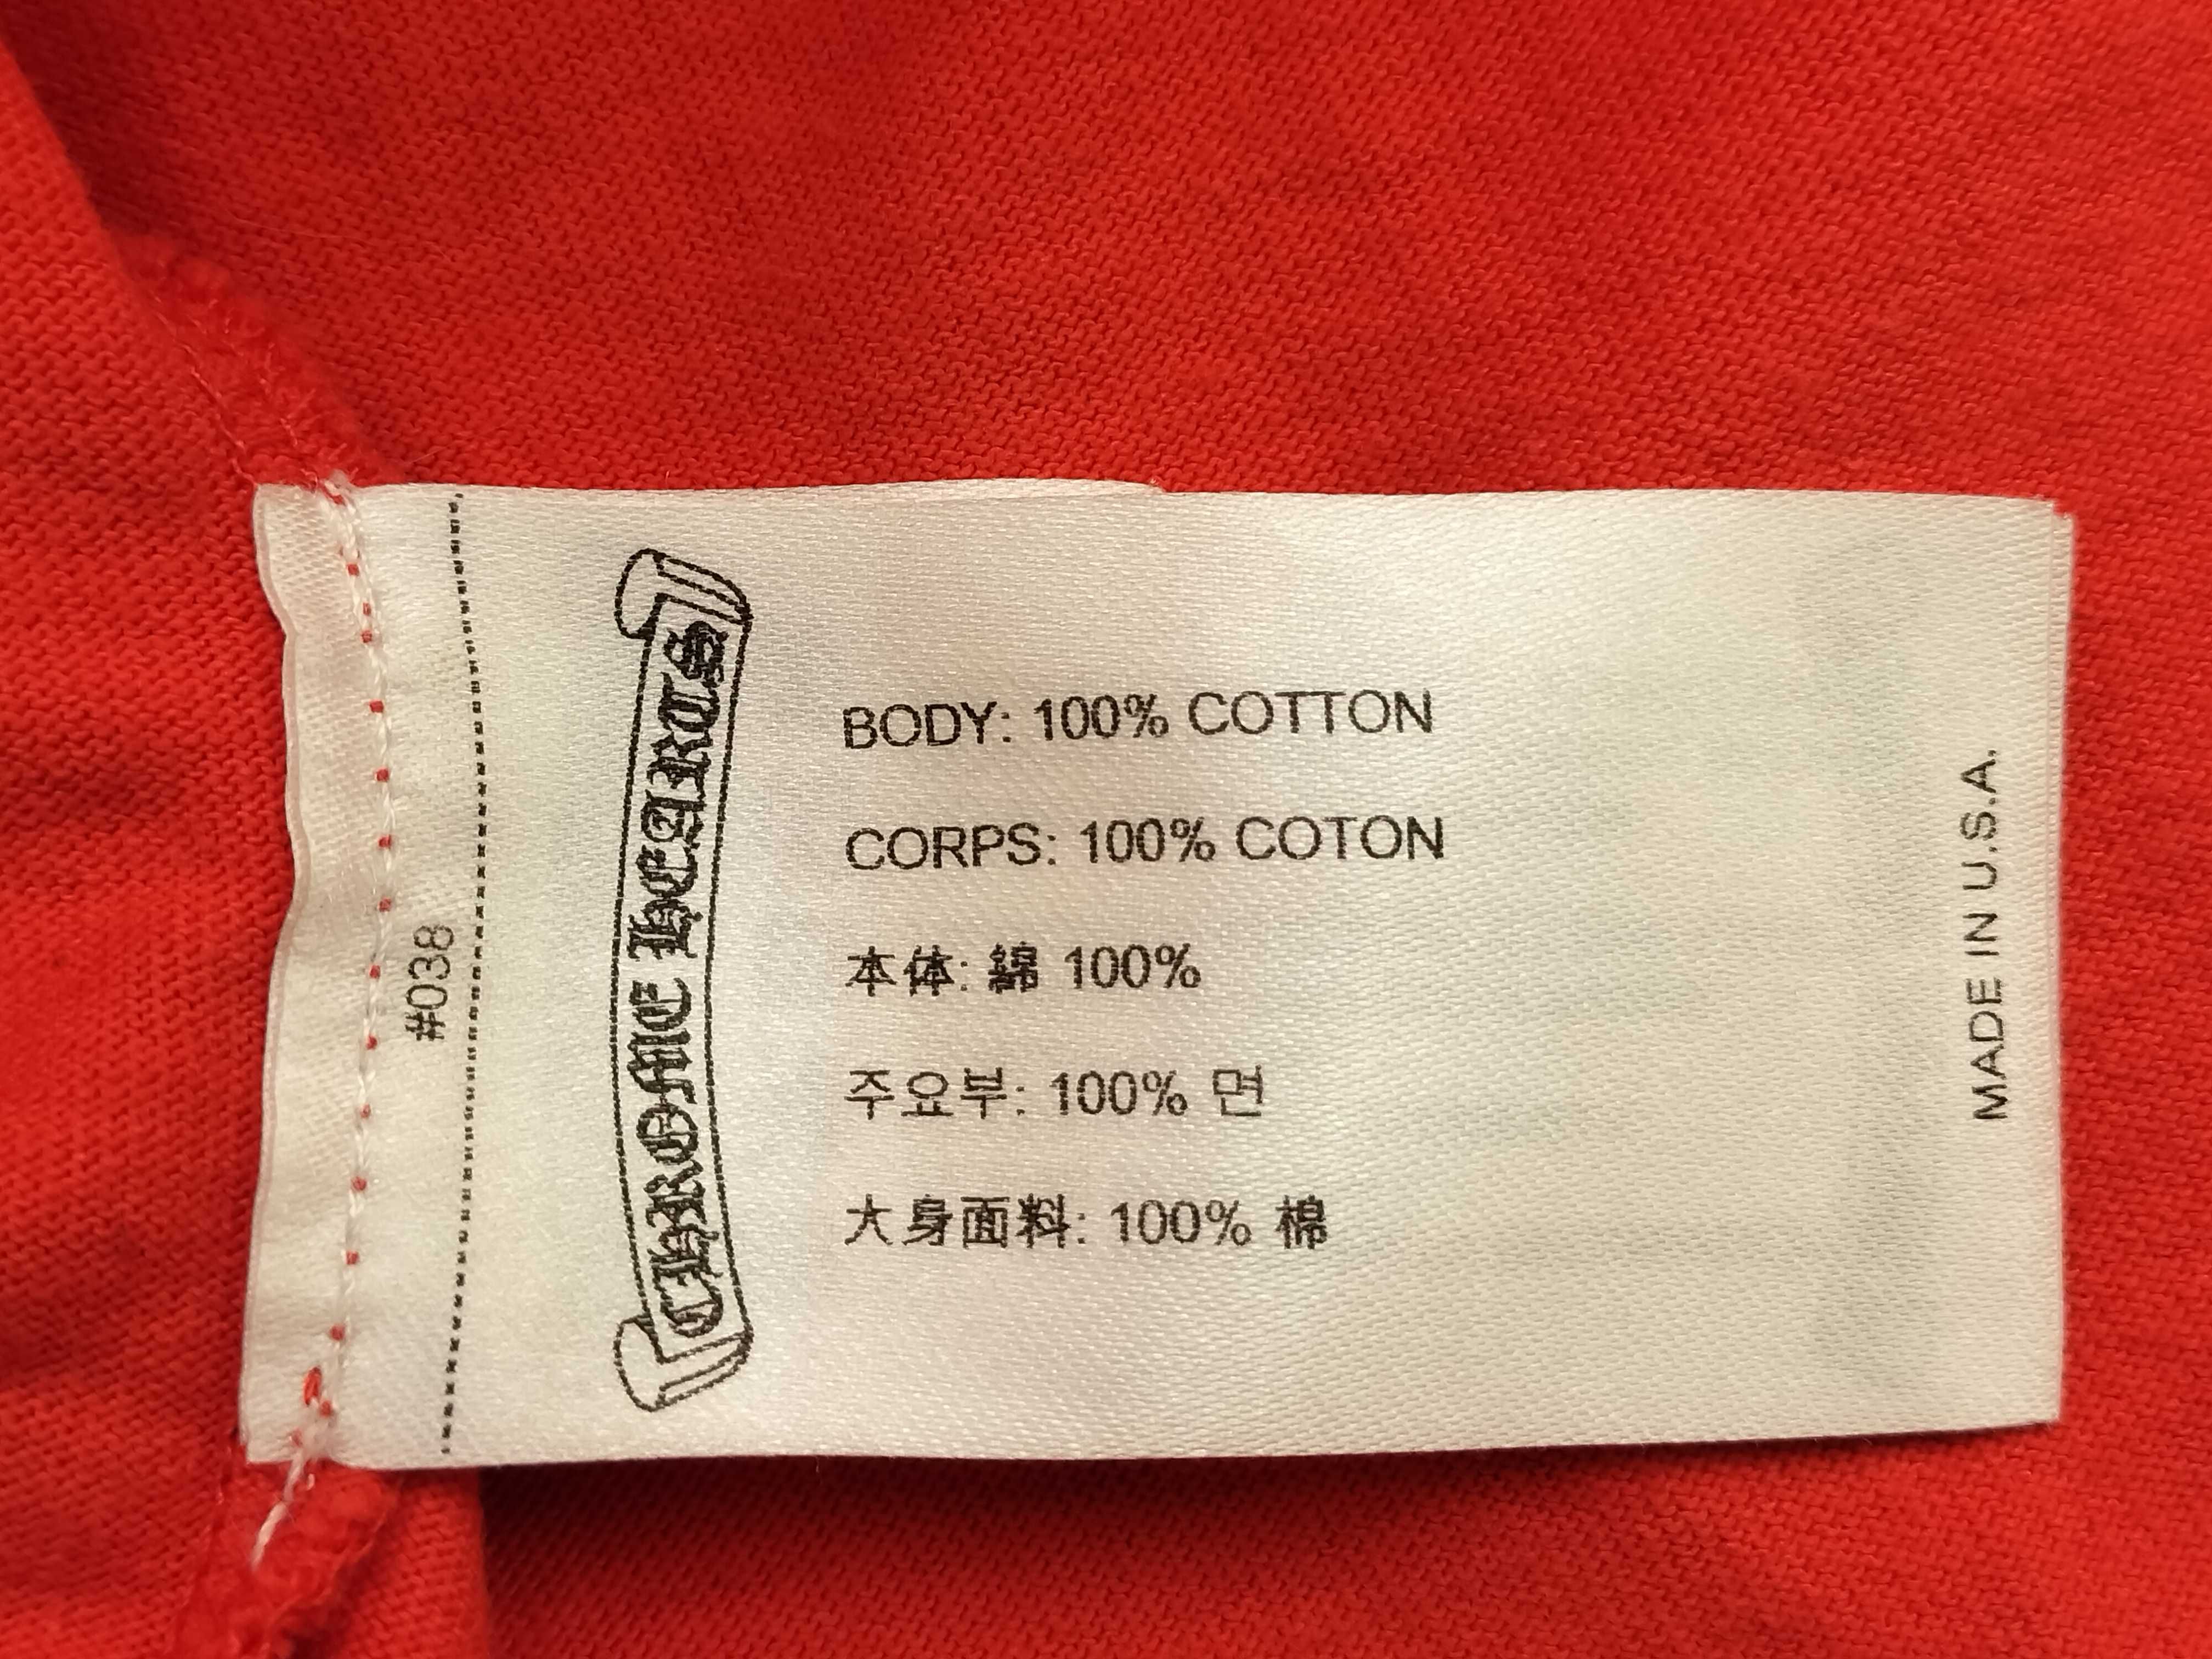 #038
CHROME HEARTS
BODY: 100% COTTON
CORPS: 100% COTON
本体: 綿 100%
주요부: 100% 면
大身面料: 100% 棉
MADE IN U.S.A.